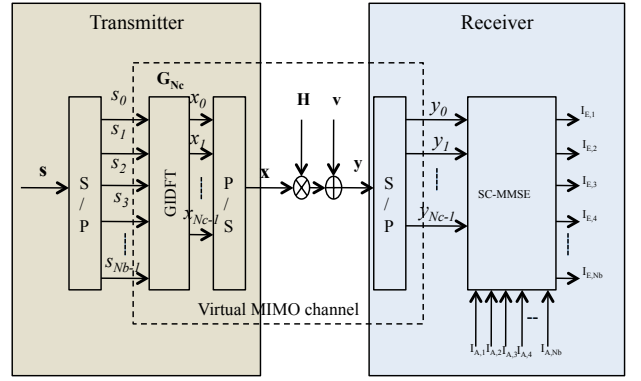 Transmitter
Receiver
G_Nc
s_0
s_1
s_2
s_3
s_Nb-1
s
S / P
GIDFT
x_0
x_1
x_Nc-1
P / S
x
H
v
y
S / P
y_0
y_1
y_Nc-1
SC-MMSE
I_E,1
I_E,2
I_E,3
I_E,4
I_E,Nb
Virtual MIMO channel
I_A,1 I_A,2 I_A,3 I_A,4 I_A,Nb